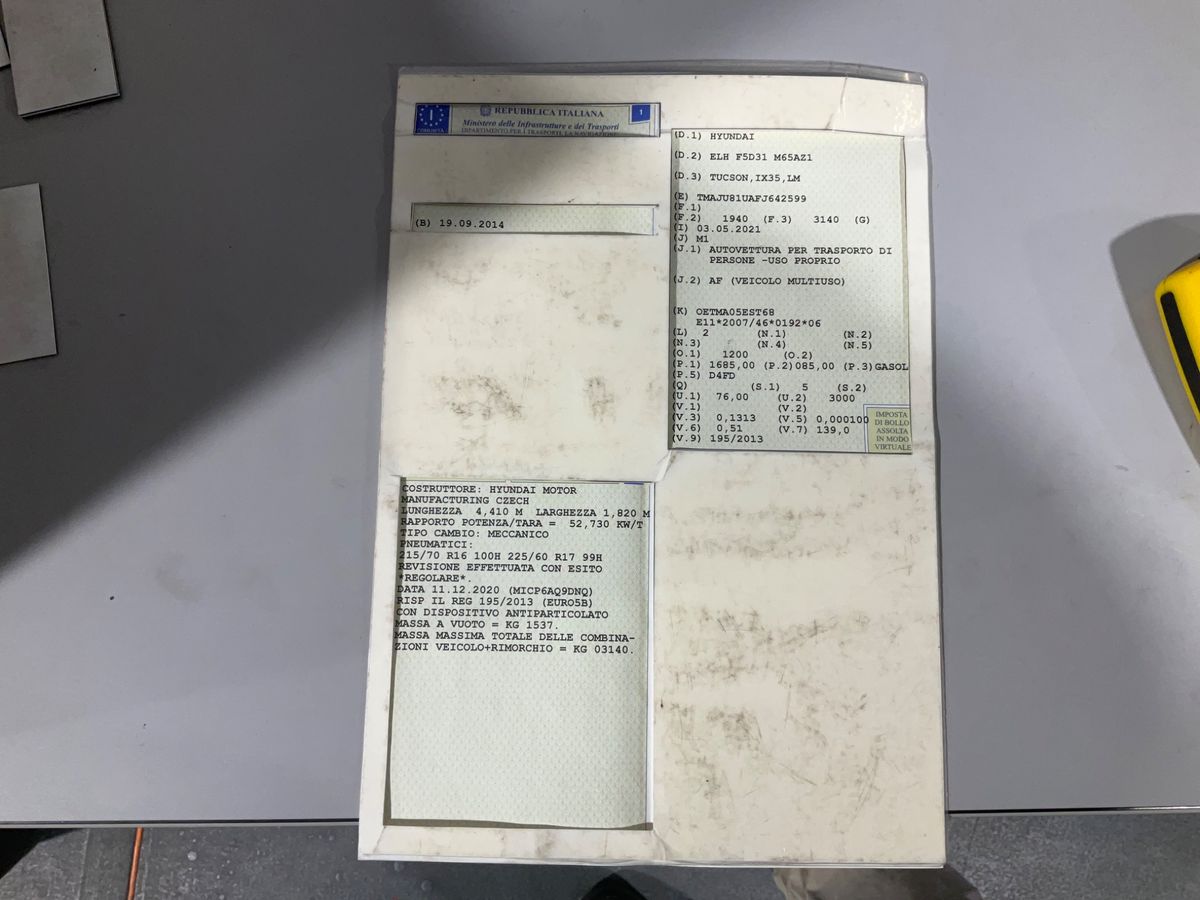 I
COMUNITÀ
REPUBBLICA ITALIANA
1
Ministero delle Infrastrutture e dei Trasporti
DIPARTIMENTO PER I TRASPORTI, LA NAVIGAZIONE
(B) 19.09.2014
(D.1) HYUNDAI
(D.2) ELH F5D31 M65AZ1
(D.3) TUCSON,IX35,LM
(E) TMAJU81UAFJ642599
(F.1)
(F.2) 1940 (F.3) 3140 (G)
(I) 03.05.2021
(J) M1
(J.1) AUTOVETTURA PER TRASPORTO DI
PERSONE -USO PROPRIO
(J.2) AF (VEICOLO MULTIUSO)
(K) OETMA05EST68
E11*2007/46*0192*06
(L) 2 (N.1) (N.2)
(N.3) (N.4) (N.5)
(O.1) 1200 (O.2)
(P.1) 1685,00 (P.2)085,00 (P.3)GASOL
(P.5) D4FD
(Q) (S.1) 5 (S.2)
(U.1) 76,00 (U.2) 3000
(V.1) (V.2)
(V.3) 0,1313 (V.5) 0,000100
(V.6) 0,51 (V.7) 139,0
(V.9) 195/2013
IMPOSTA
DI BOLLO
ASSOLTA
IN MODO
VIRTUALE
COSTRUTTORE: HYUNDAI MOTOR
MANUFACTURING CZECH
LUNGHEZZA 4,410 M LARGHEZZA 1,820 M
RAPPORTO POTENZA/TARA = 52,730 KW/T
TIPO CAMBIO: MECCANICO
PNEUMATICI:
215/70 R16 100H 225/60 R17 99H
REVISIONE EFFETTUATA CON ESITO
*REGOLARE*.
DATA 11.12.2020 (MICP6AQ9DNQ)
RISP IL REG 195/2013 (EURO5B)
CON DISPOSITIVO ANTIPARTICOLATO
MASSA A VUOTO = KG 1537.
MASSA MASSIMA TOTALE DELLE COMBINA-
ZIONI VEICOLO+RIMORCHIO = KG 03140.